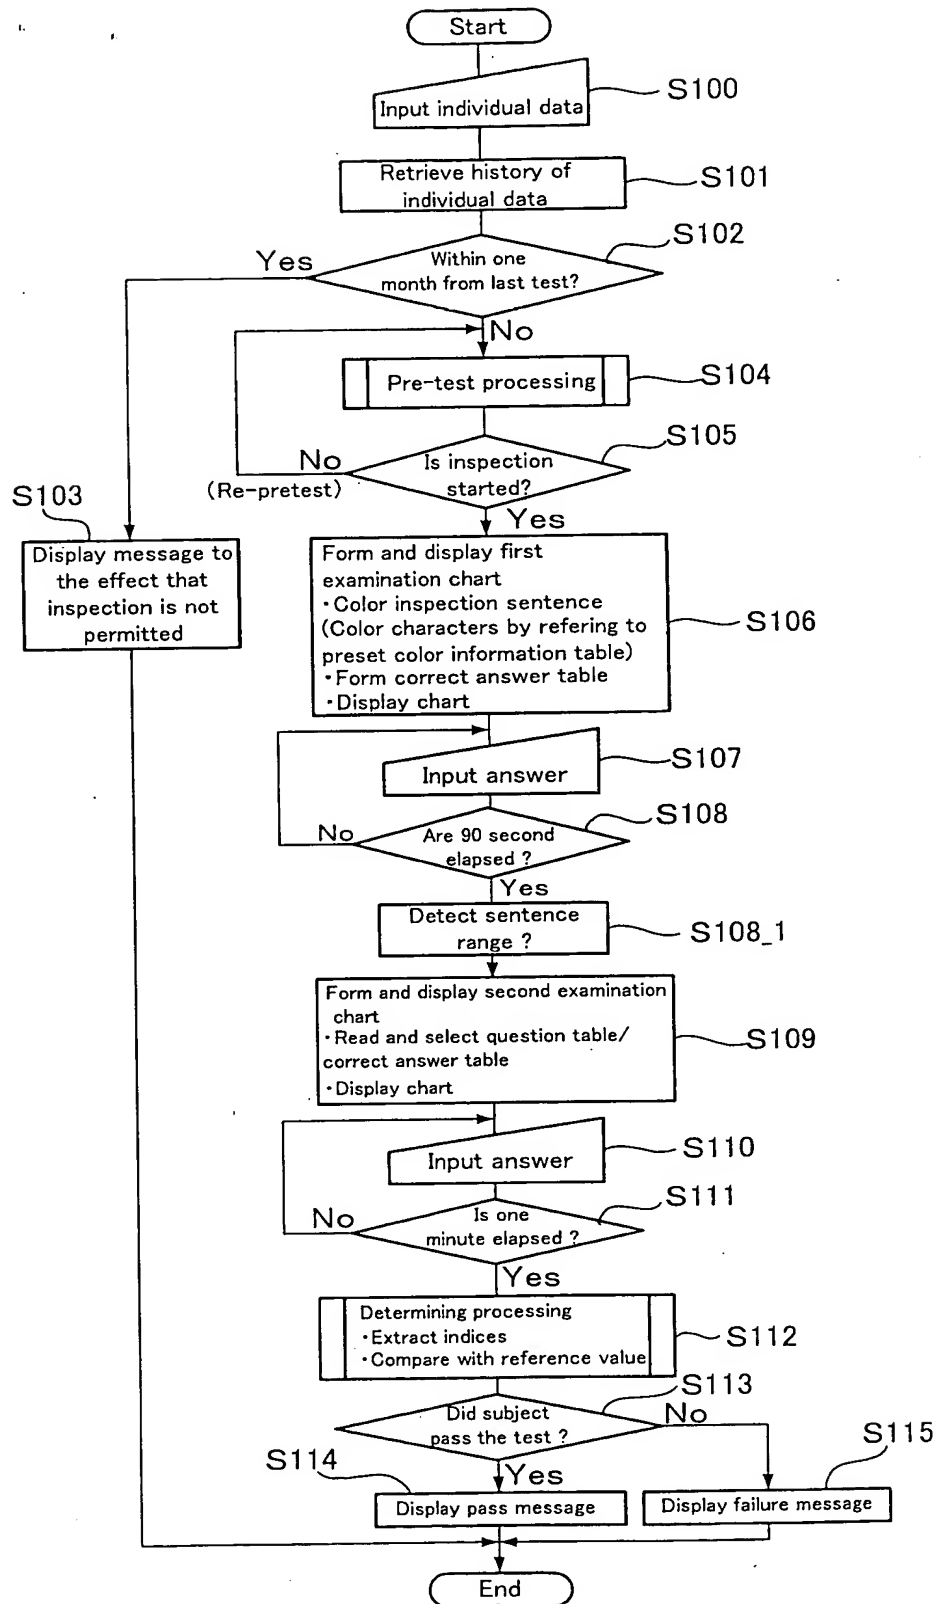 Start
Input individual data
S100
Retrieve history of
individual data
S101
S102
Within one
month from last test?
Yes
No
Pre-test processing
S104
S105
Is inspection
started?
No
(Re-pretest)
Yes
S103
Display message to
the effect that
inspection is not
permitted
Form and display first
examination chart
・Color inspection sentence
(Color characters by refering to
preset color information table)
・Form correct answer table
・Display chart
S106
Input answer
S107
S108
Are 90 second
elapsed ?
No
Yes
Detect sentence
range ?
S108_1
Form and display second examination
chart
・Read and select question table/
correct answer table
・Display chart
S109
Input answer
S110
S111
Is one
minute elapsed ?
No
Yes
Determining processing
・Extract indices
・Compare with reference value
S112
S113
Did subject
pass the test ?
No
Yes
S114
Display pass message
S115
Display failure message
End